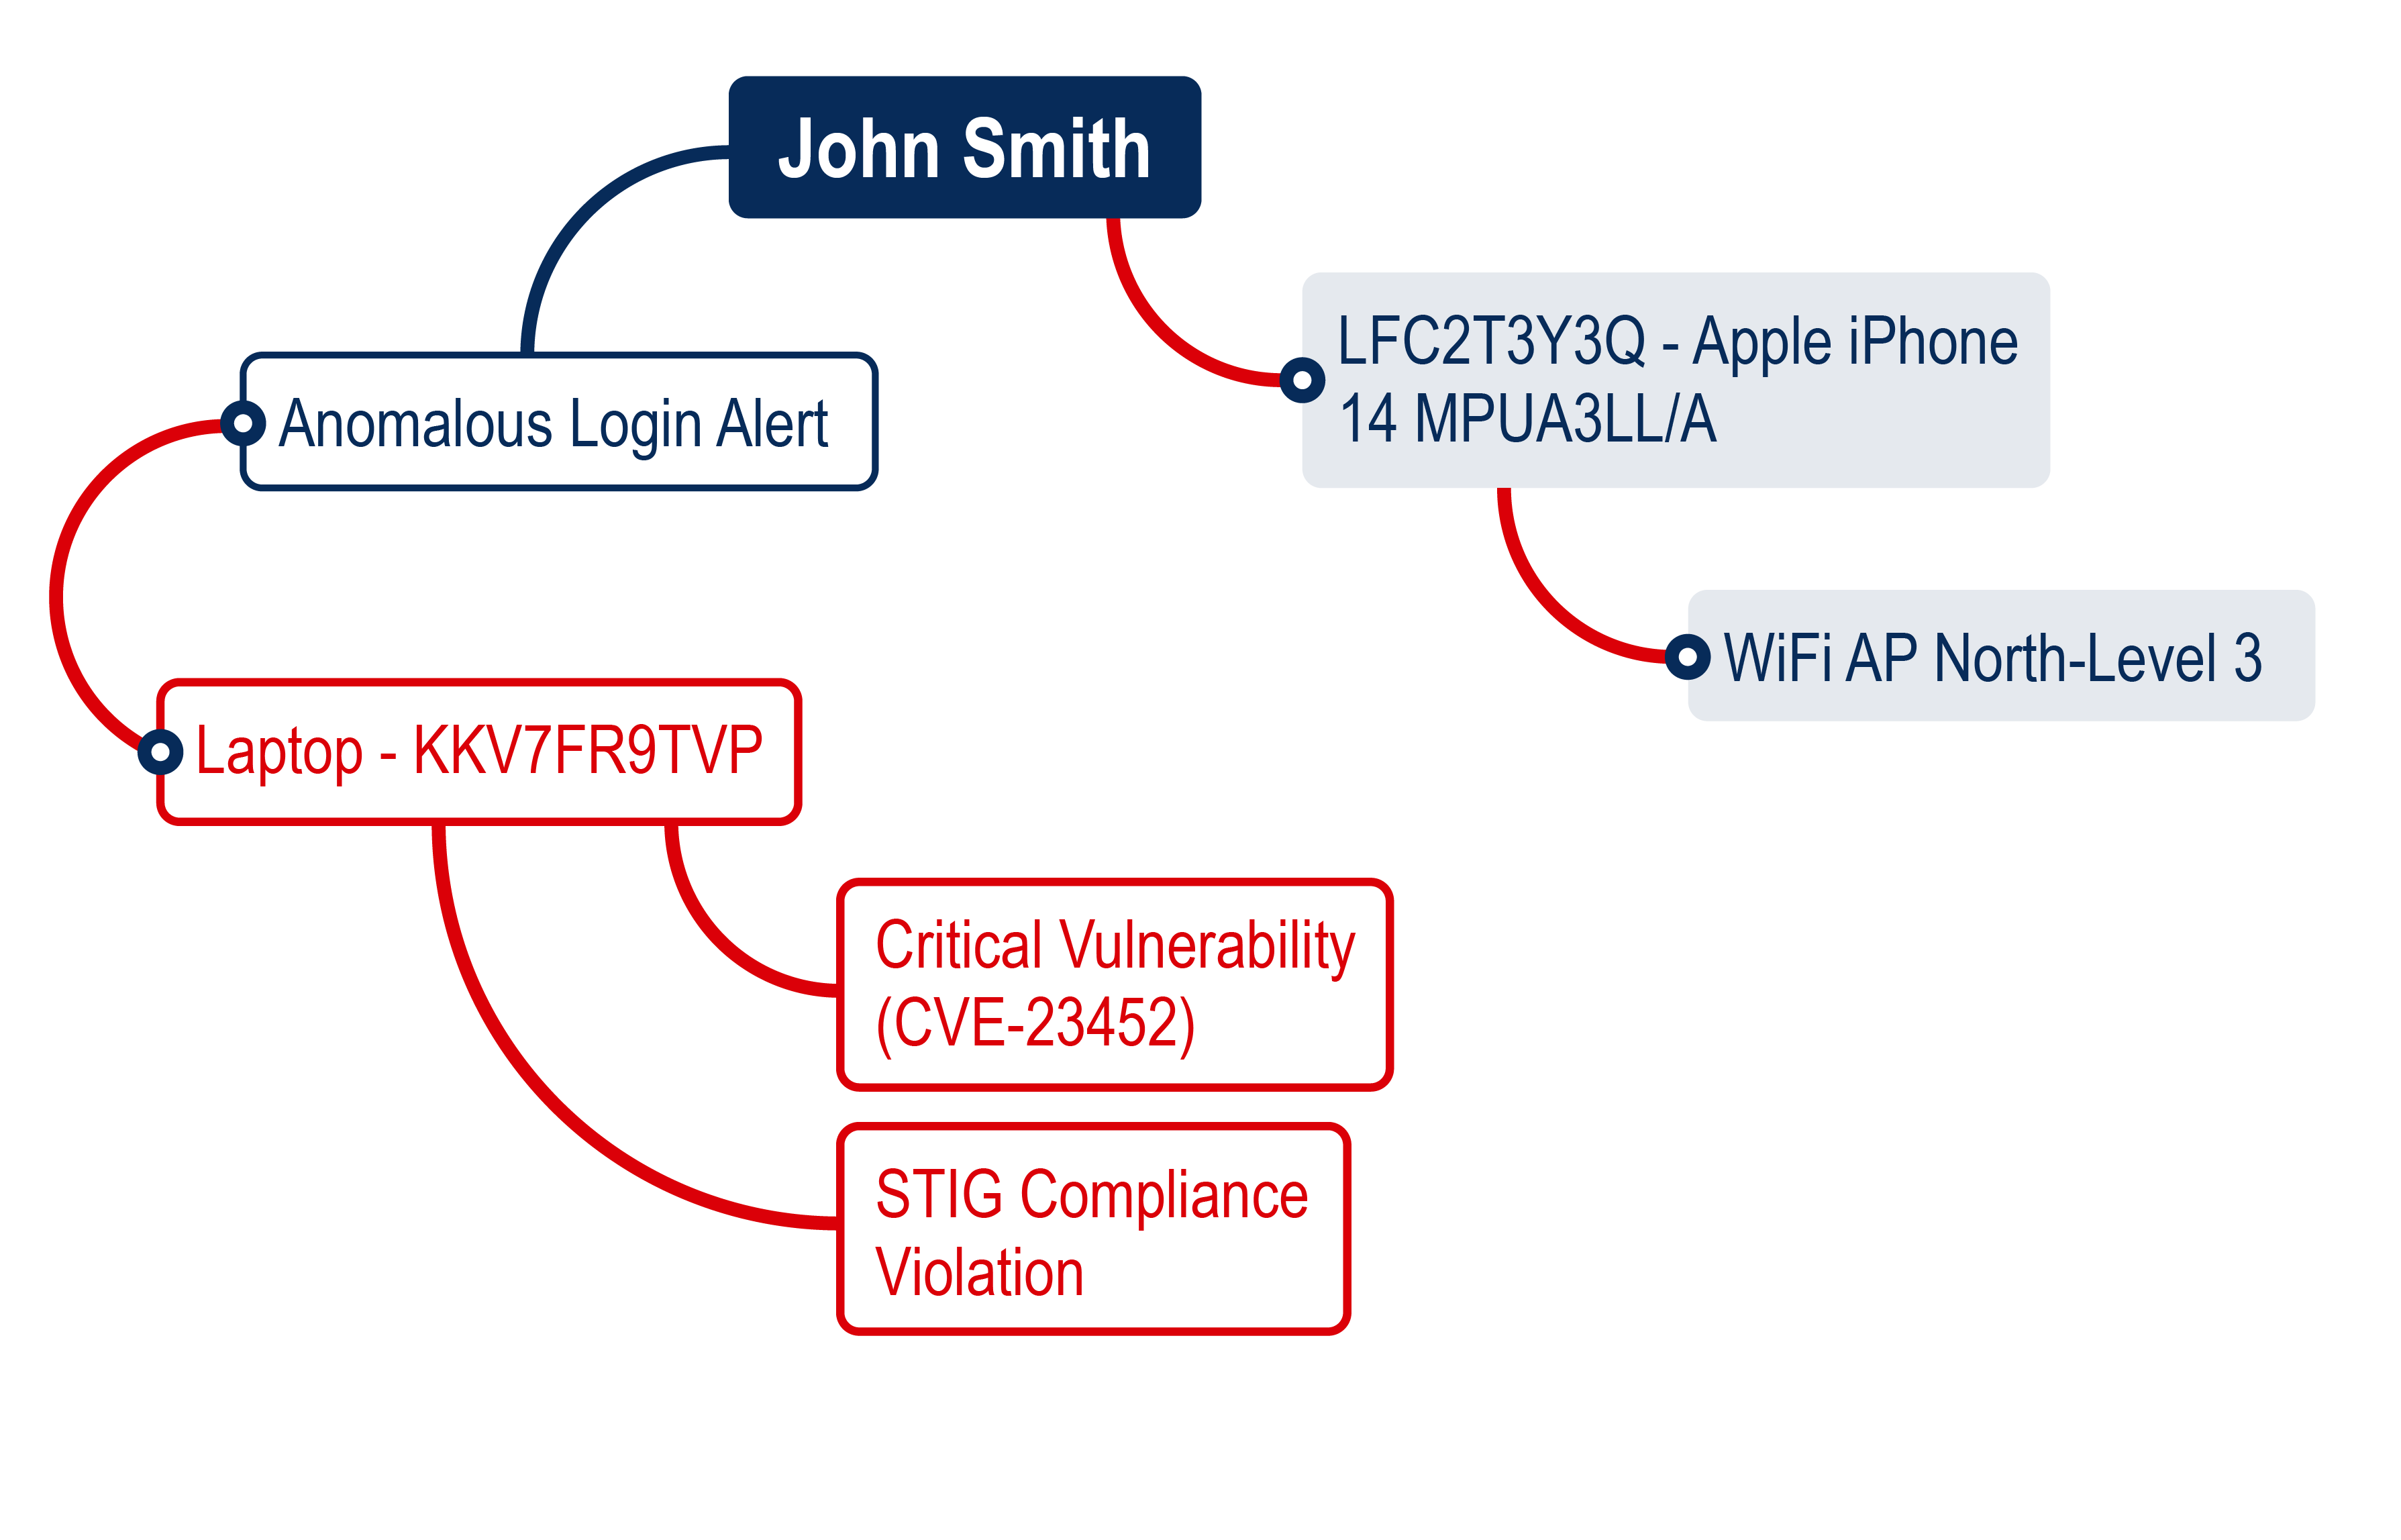 John Smith
LFC2T3Y3Q - Apple iPhone
14 MPUA3LL/A
Anomalous Login Alert
WiFi AP North-Level 3
Laptop - KKV7FR9TVP
Critical Vulnerability
(CVE-23452)
STIG Compliance
Violation